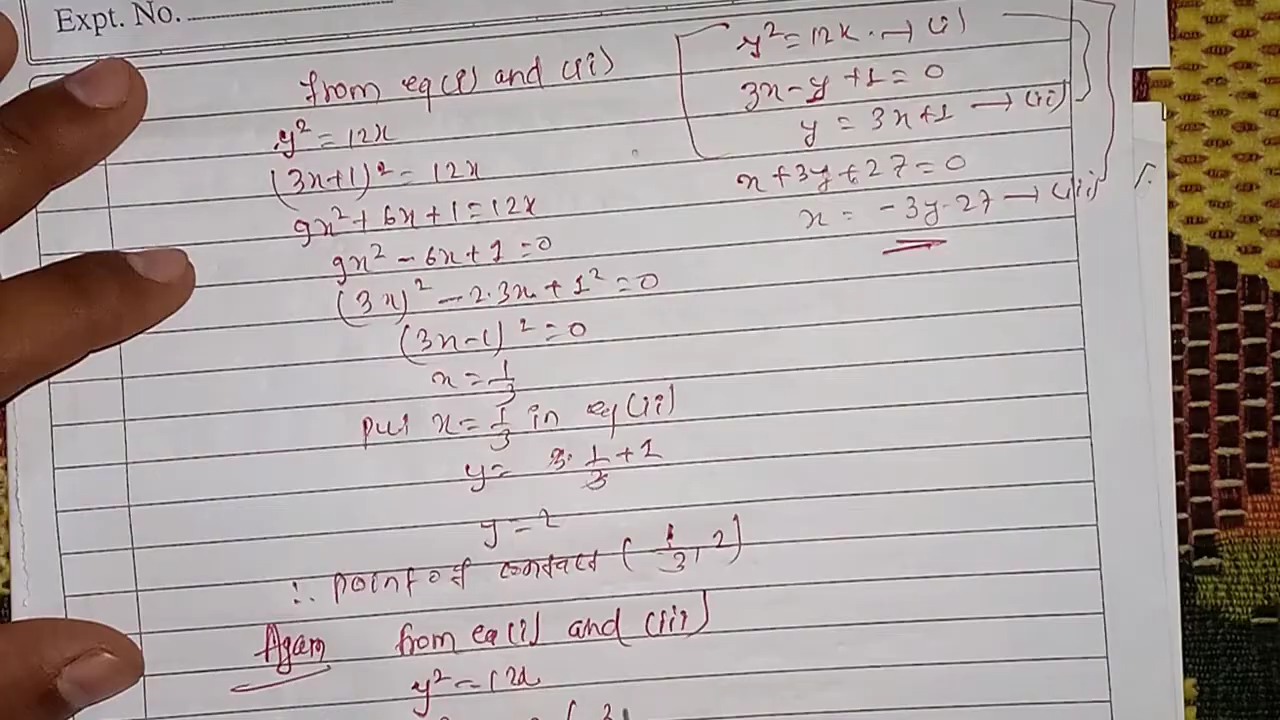 Expt. No.
from eq(i) and (ii)
y² = 12x
(3x+1)² = 12x
9x² + 6x + 1 = 12x
9x² - 6x + 1 = 0
(3x)² - 2.3x + 1² = 0
(3x-1)² = 0
x = 1/3
put x = 1/3 in eq(ii)
y = 3. 1/3 + 1
y = 2
∴ point of contact (1/3, 2)
Again from eq(i) and (iii)
y² = 12x
y² = 12x. → (i)
3x - y + 1 = 0
y = 3x + 1 → (ii)
x + 3y + 27 = 0
x = -3y - 27 → (iii)